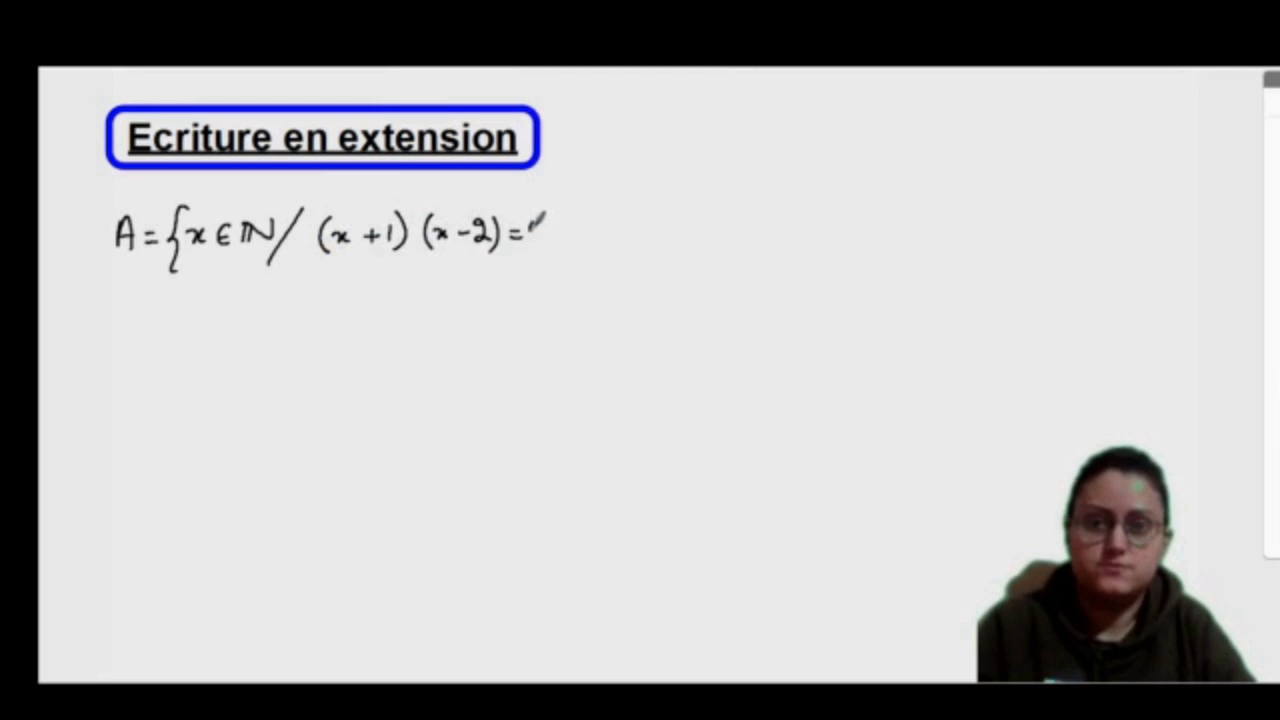 Ecriture en extension
A = {x ∈ ℕ / (x + 1) (x - 2) =